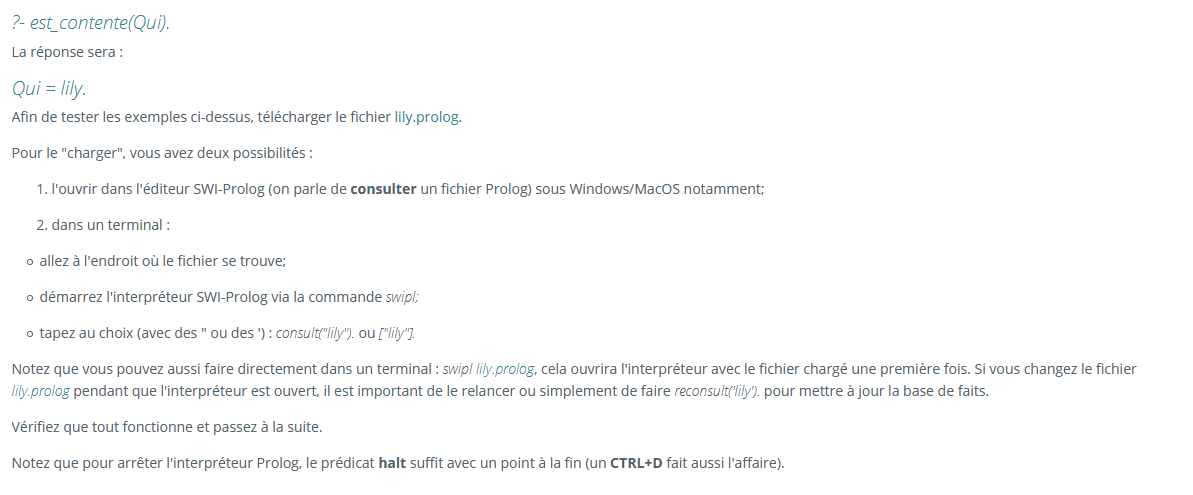 ?- est_contente(Qui).
La réponse sera :
Qui = lily.
Afin de tester les exemples ci-dessus, télécharger le fichier lily.prolog.
Pour le "charger", vous avez deux possibilités :
1. l'ouvrir dans l'éditeur SWI-Prolog (on parle de consulter un fichier Prolog) sous Windows/MacOS notamment;
2. dans un terminal :
○ allez à l'endroit où le fichier se trouve;
○ démarrez l'interpréteur SWI-Prolog via la commande swipl;
○ tapez au choix (avec des " ou des ') : consult("lily"). ou ["lily"].
Notez que vous pouvez aussi faire directement dans un terminal : swipl lily.prolog, cela ouvrira l'interpréteur avec le fichier chargé une première fois. Si vous changez le fichier
lily.prolog pendant que l'interpréteur est ouvert, il est important de le relancer ou simplement de faire reconsult('lily'). pour mettre à jour la base de faits.
Vérifiez que tout fonctionne et passez à la suite.
Notez que pour arrêter l'interpréteur Prolog, le prédicat halt suffit avec un point à la fin (un CTRL+D fait aussi l'affaire).